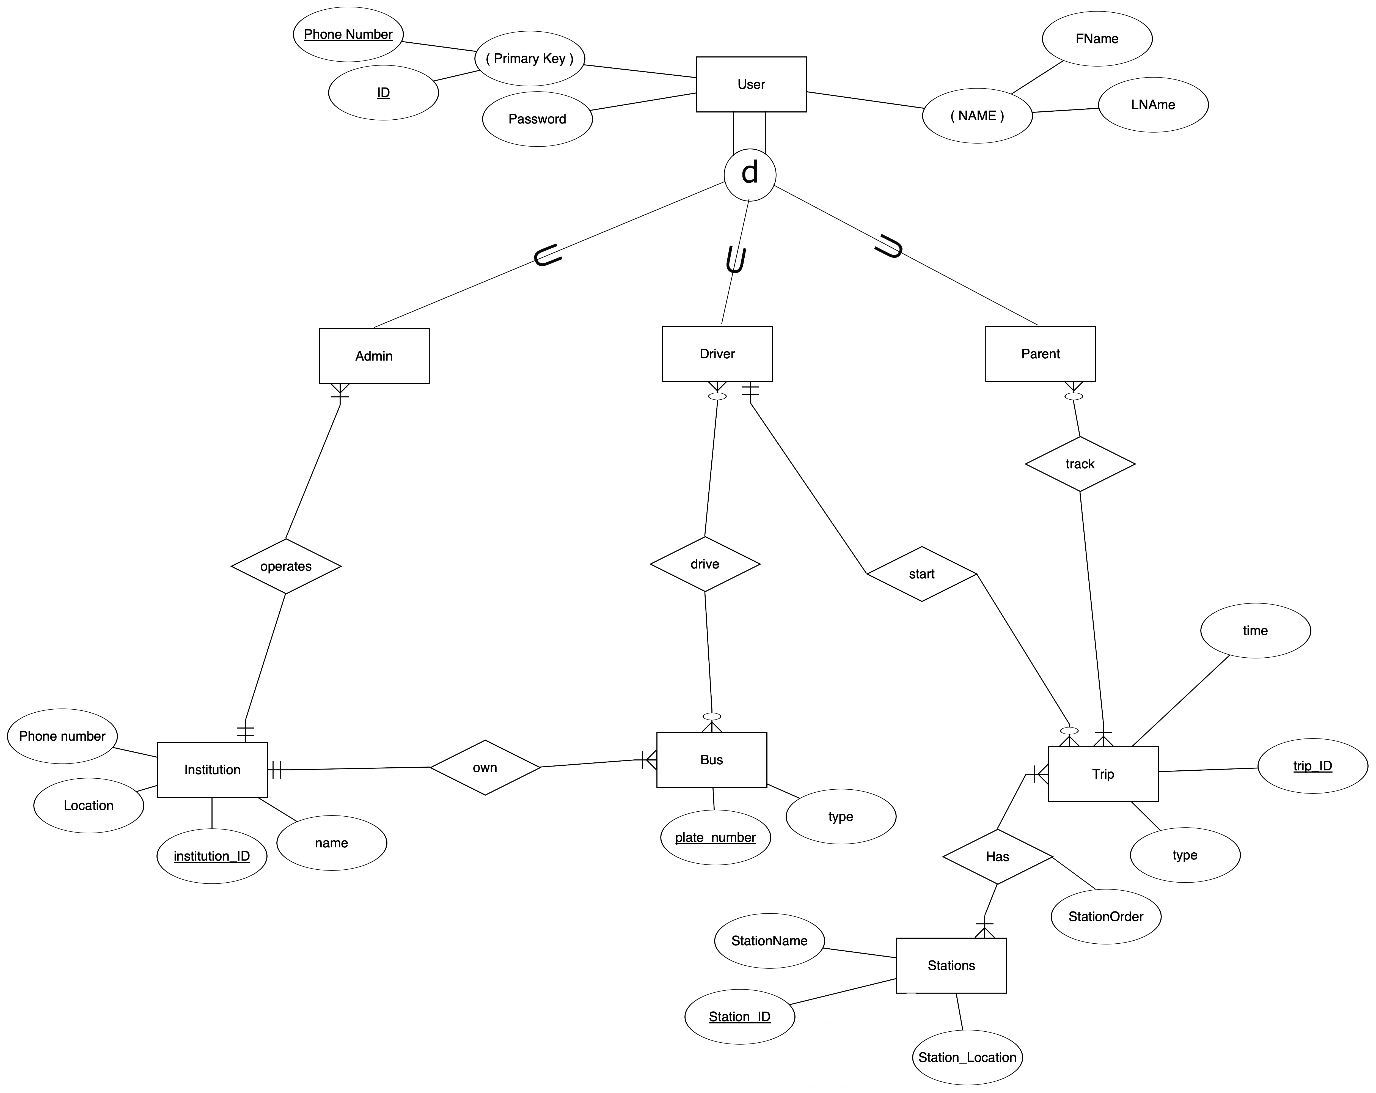 Phone Number
( Primary Key )
ID
Password
User
FName
LNAme
( NAME )
d
Admin
Driver
Parent
track
operates
drive
start
time
Phone number
Institution
Location
institution_ID
name
own
Bus
plate_number
type
Trip
trip_ID
type
Has
StationOrder
StationName
Stations
Station_ID
Station_Location